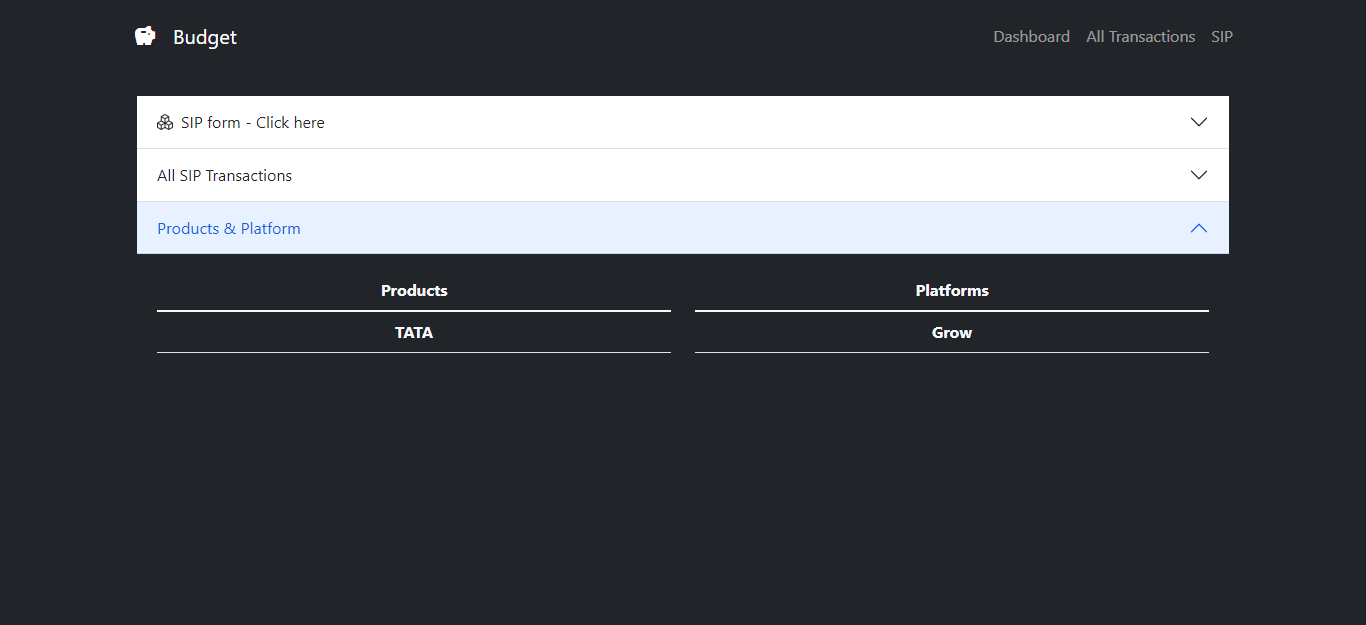 Budget
Dashboard All Transactions SIP
SIP form - Click here
All SIP Transactions
Products & Platform
Products Platforms
TATA Grow